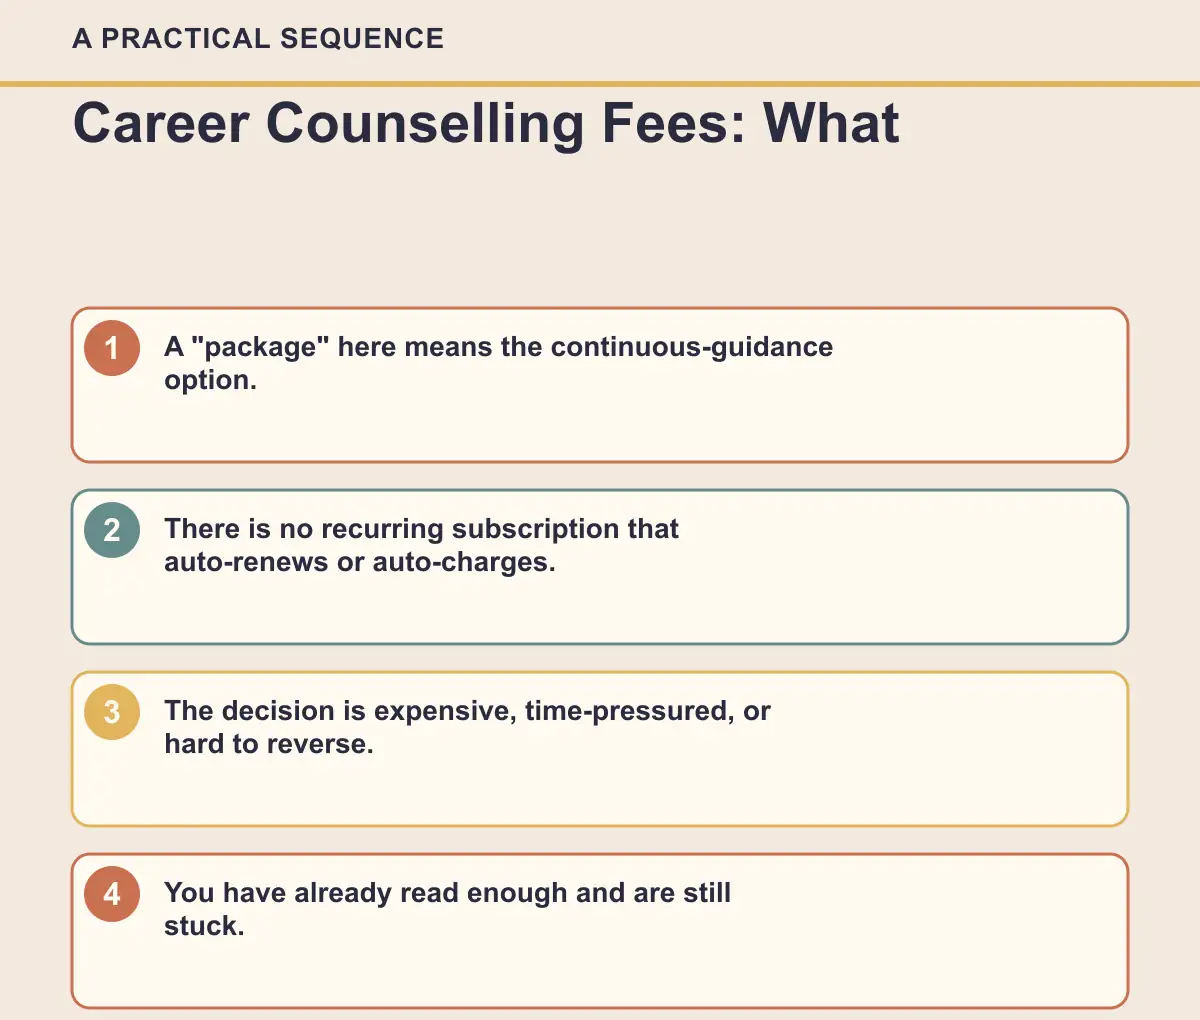 A PRACTICAL SEQUENCE
Career Counselling Fees: What
1
A "package" here means the continuous-guidance
option.
2
There is no recurring subscription that
auto-renews or auto-charges.
3
The decision is expensive, time-pressured, or
hard to reverse.
4
You have already read enough and are still
stuck.